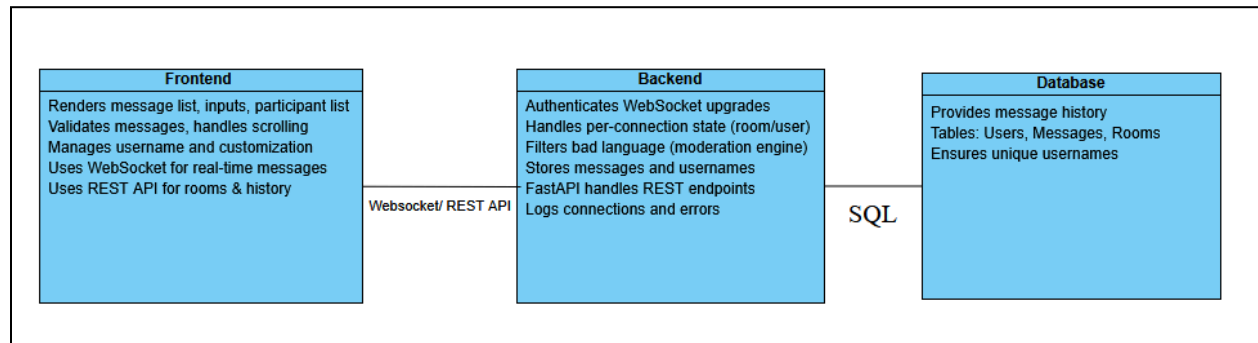 Frontend
Renders message list, inputs, participant list
Validates messages, handles scrolling
Manages username and customization
Uses WebSocket for real-time messages
Uses REST API for rooms & history
Websocket/ REST API
Backend
Authenticates WebSocket upgrades
Handles per-connection state (room/user)
Filters bad language (moderation engine)
Stores messages and usernames
FastAPI handles REST endpoints
Logs connections and errors
SQL
Database
Provides message history
Tables: Users, Messages, Rooms
Ensures unique usernames